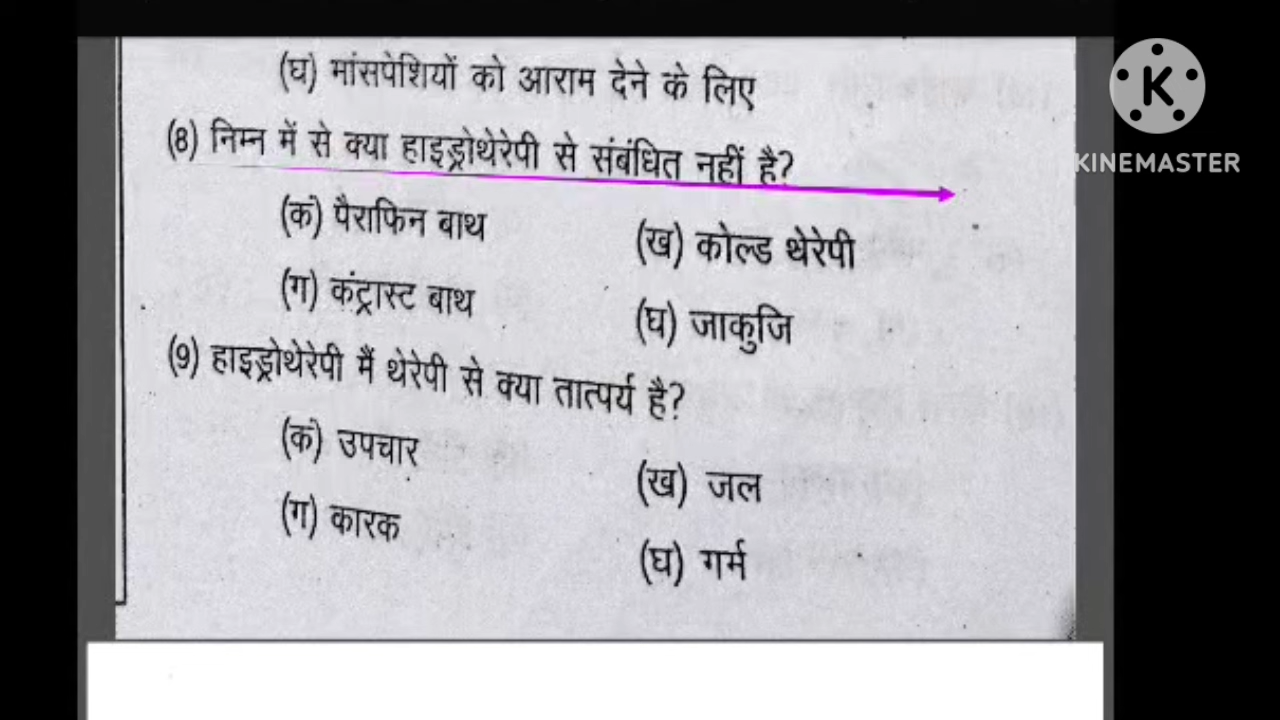 (घ) मांसपेशियों को आराम देने के लिए
(8) निम्न में से क्या हाइड्रोथेरेपी से संबंधित नहीं है?
(क) पैराफिन बाथ
(ख) कोल्ड थेरेपी
(ग) कंट्रास्ट बाथ
(घ) जाकुजि
(9) हाइड्रोथेरेपी मैं थेरेपी से क्या तात्पर्य है?
(क) उपचार
(ख) जल
(ग) कारक
(घ) गर्म
K
KINEMASTER